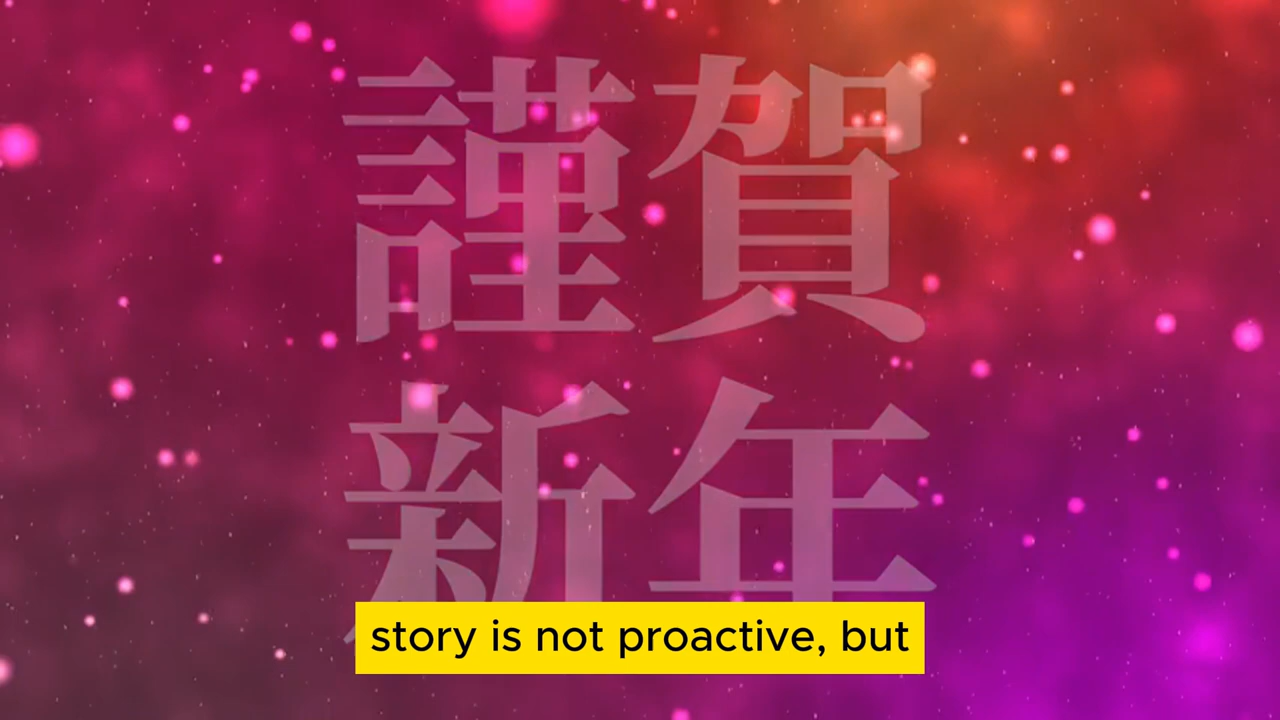 謹賀
新年
story is not proactive, but